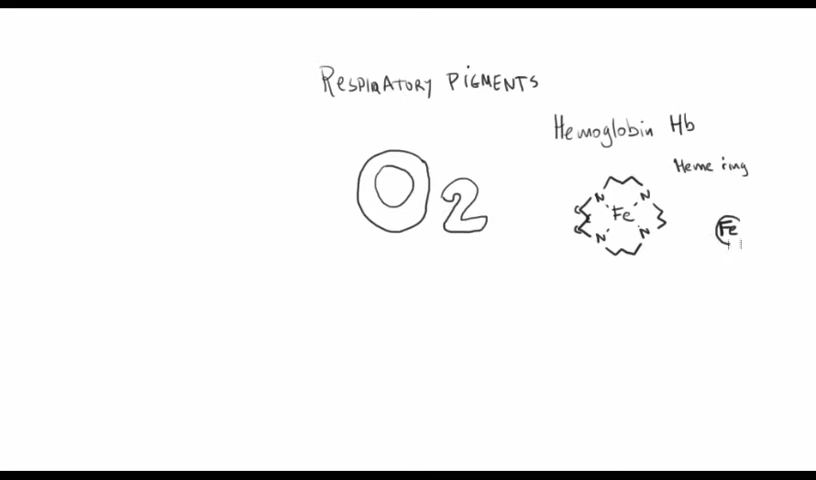 RESPIRATORY PIGMENTS
Hemoglobin Hb
Heme ring
O2
N N
C Fe Fe
C N N